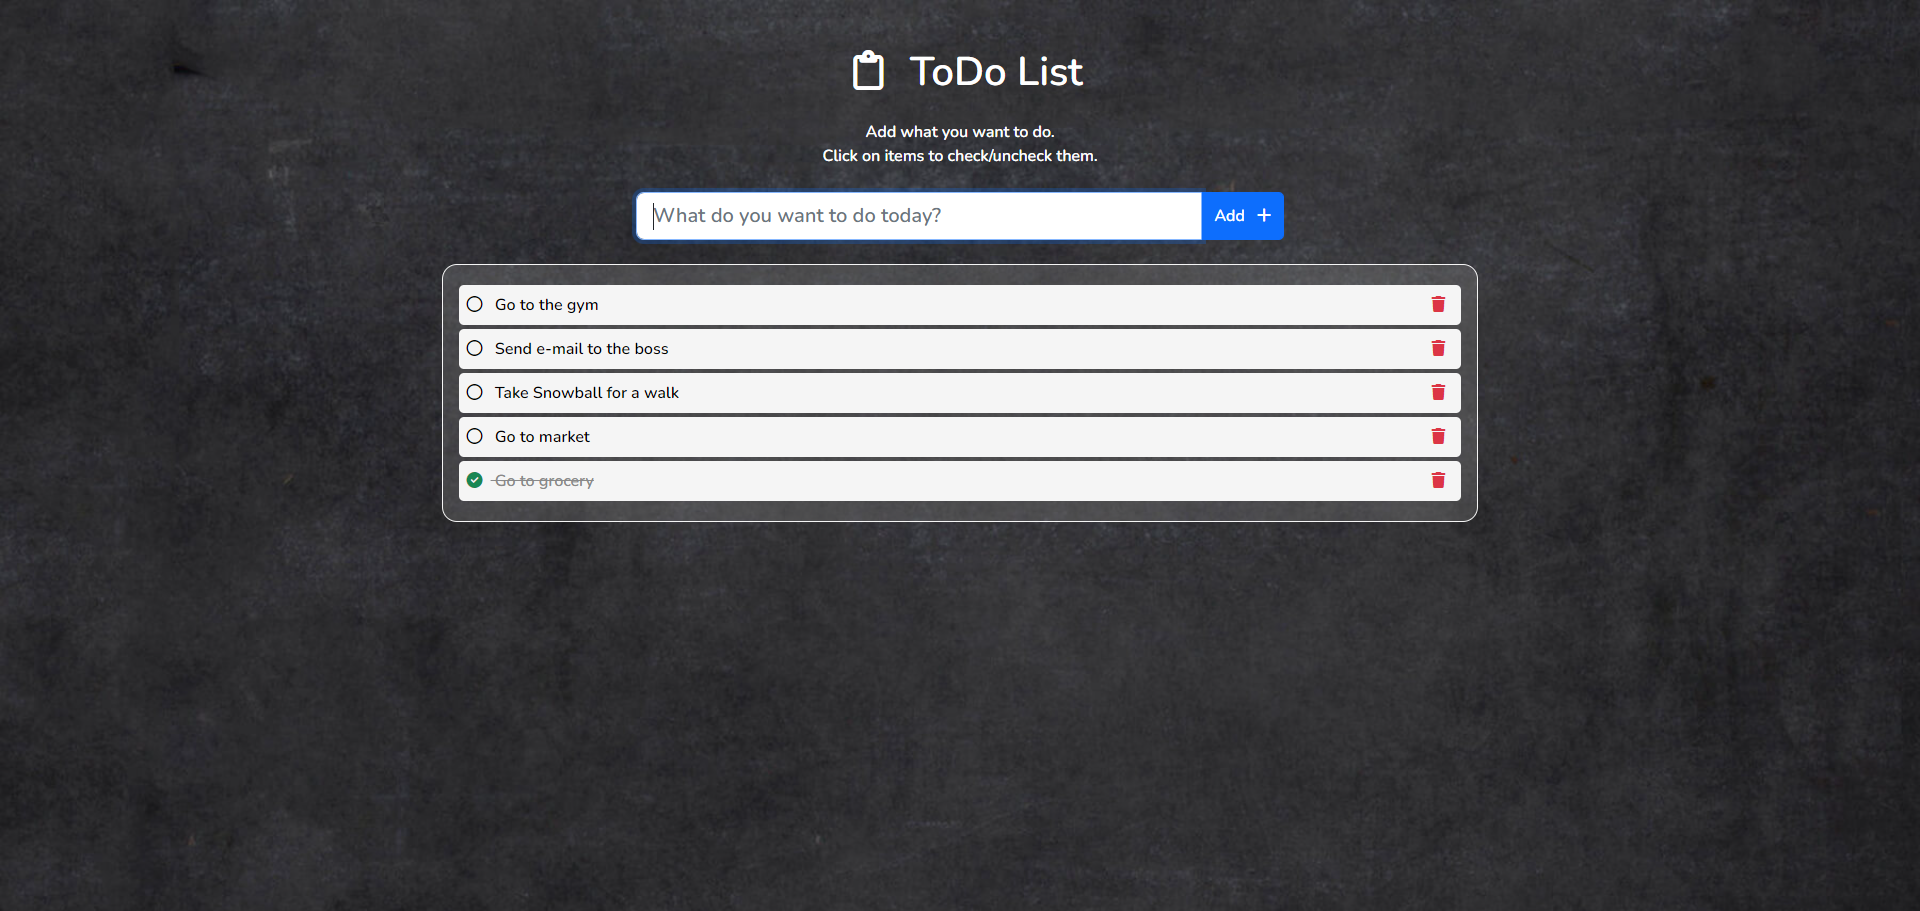 ToDo List
Add what you want to do.
Click on items to check/uncheck them.
What do you want to do today?
Add +
Go to the gym
Send e-mail to the boss
Take Snowball for a walk
Go to market
Go to grocery